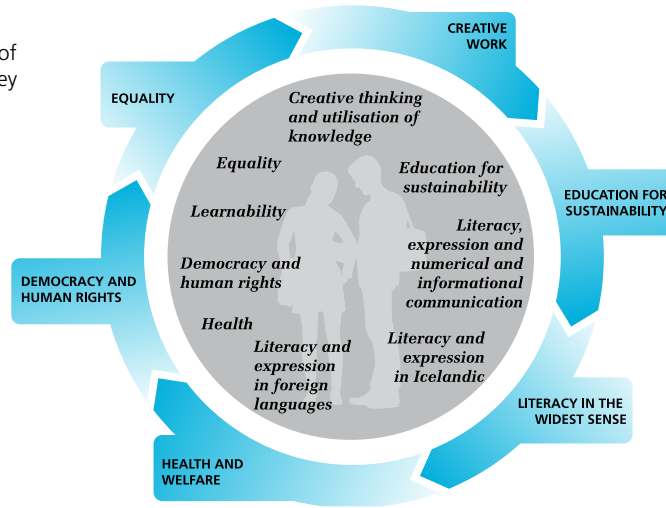 of
ey
CREATIVE
WORK
EQUALITY
Creative thinking
and utilisation of
knowledge
Equality
Education for
sustainability
Learnability
EDUCATION FOR
SUSTAINABILITY
Literacy,
expression and
numerical and
informational
communication
Democracy and
human rights
DEMOCRACY AND
HUMAN RIGHTS
Health
Literacy and
expression
in foreign
languages
Literacy and
expression
in Icelandic
LITERACY IN THE
WIDEST SENSE
HEALTH AND
WELFARE